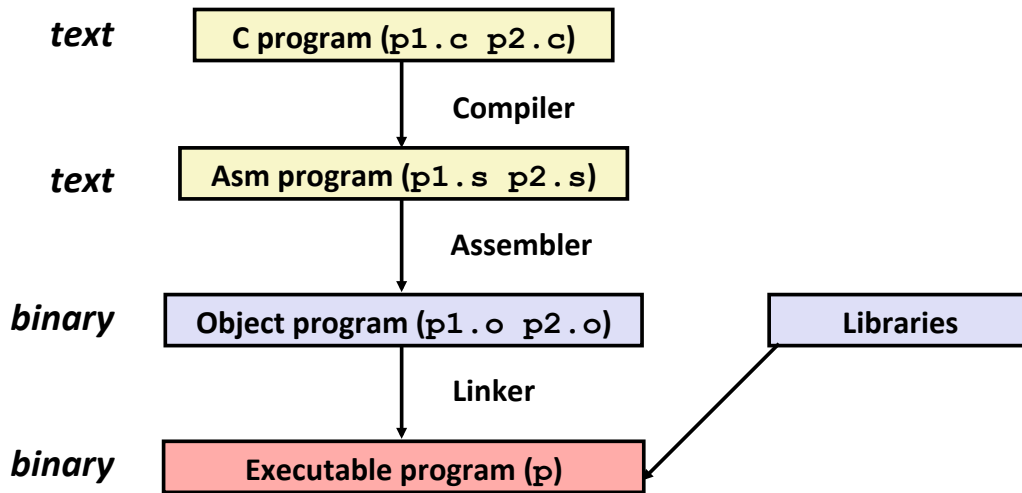 text
C program (p1.c p2.c)
Compiler
text
Asm program (p1.s p2.s)
Assembler
binary
Object program (p1.o p2.o)
Libraries
Linker
binary
Executable program (p)